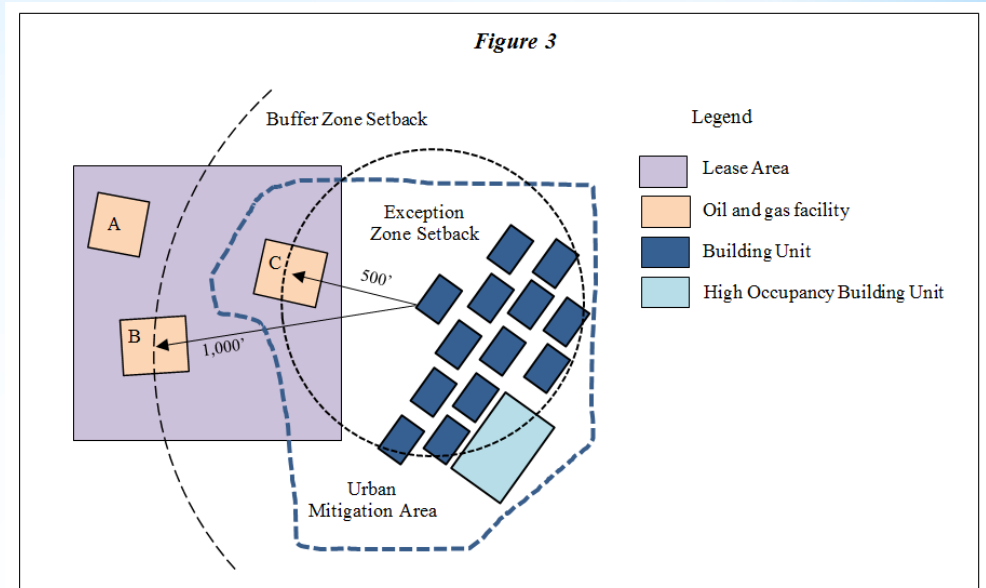 Figure 3
Buffer Zone Setback
Legend
Lease Area
Oil and gas facility
Building Unit
High Occupancy Building Unit
Exception
Zone Setback
A
C
500’
B
1,000’
Urban
Mitigation Area